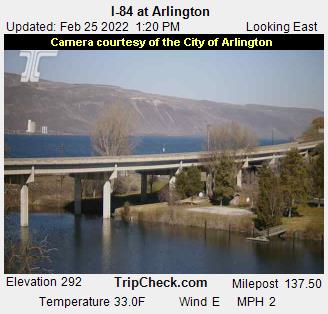 I-84 at Arlington
Updated: Feb 25 2022 1:20 PM Looking East
Camera courtesy of the City of Arlington
Elevation 292 TripCheck.com Milepost 137.50
Temperature 33.0F Wind E MPH 2